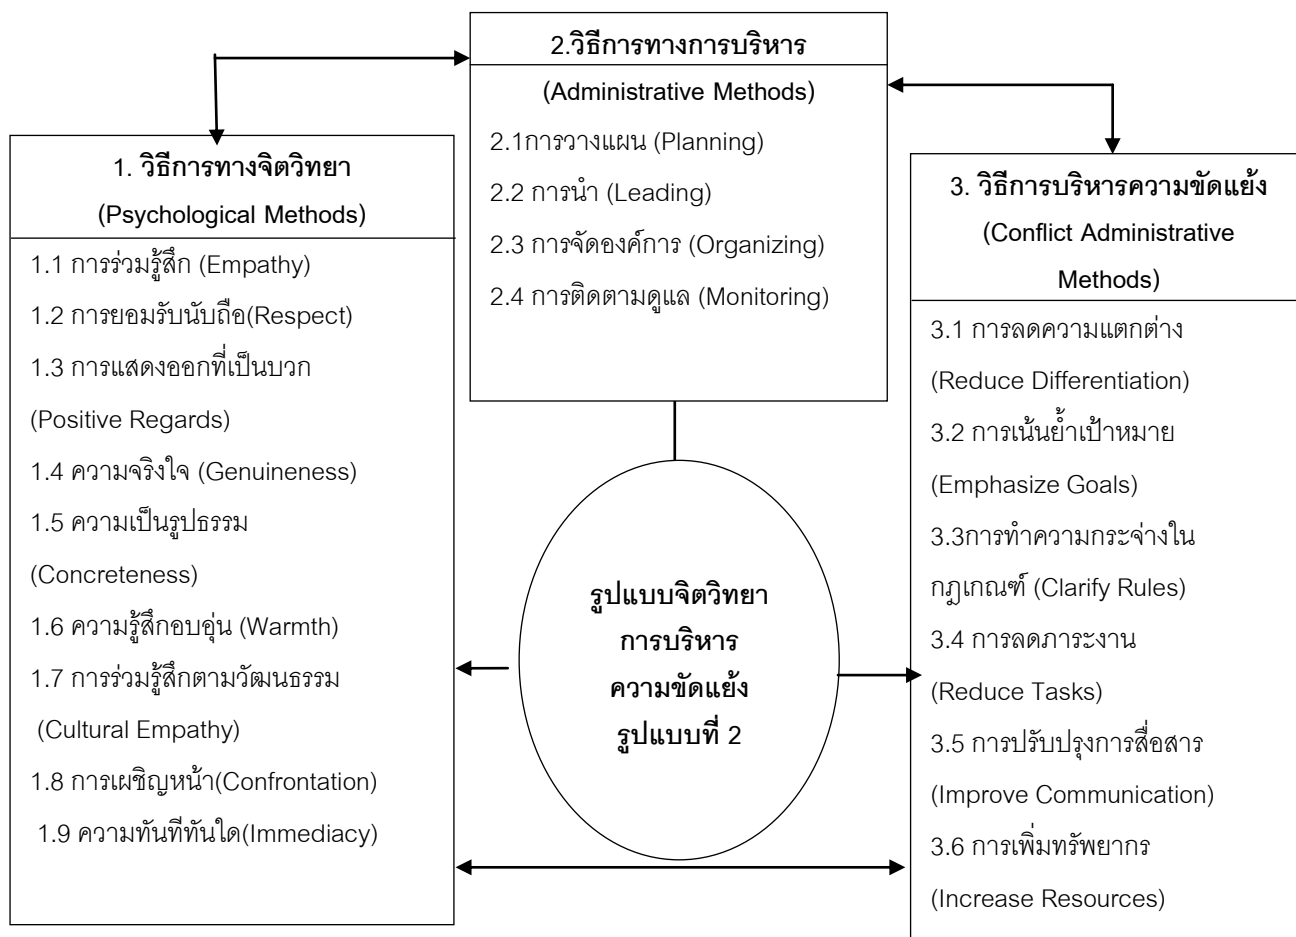 2.วิธีการทางการบริหาร
(Administrative Methods)
2.1การวางแผน (Planning)
2.2 การนำ (Leading)
2.3 การจัดองค์การ (Organizing)
2.4 การติดตามดูแล (Monitoring)
1. วิธีการทางจิตวิทยา
(Psychological Methods)
1.1 การร่วมรู้สึก (Empathy)
1.2 การยอมรับนับถือ(Respect)
1.3 การแสดงออกที่เป็นบวก
(Positive Regards)
1.4 ความจริงใจ (Genuineness)
1.5 ความเป็นรูปธรรม
(Concreteness)
1.6 ความรู้สึกอบอุ่น (Warmth)
1.7 การร่วมรู้สึกตามวัฒนธรรม
(Cultural Empathy)
1.8 การเผชิญหน้า(Confrontation)
1.9 ความทันทีทันใด(Immediacy)
รูปแบบจิตวิทยา
การบริหาร
ความขัดแย้ง
รูปแบบที่ 2
3. วิธีการบริหารความขัดแย้ง
(Conflict Administrative
Methods)
3.1 การลดความแตกต่าง
(Reduce Differentiation)
3.2 การเน้นย้ำเป้าหมาย
(Emphasize Goals)
3.3การทำความกระจ่างใน
กฎเกณฑ์ (Clarify Rules)
3.4 การลดภาระงาน
(Reduce Tasks)
3.5 การปรับปรุงการสื่อสาร
(Improve Communication)
3.6 การเพิ่มทรัพยากร
(Increase Resources)